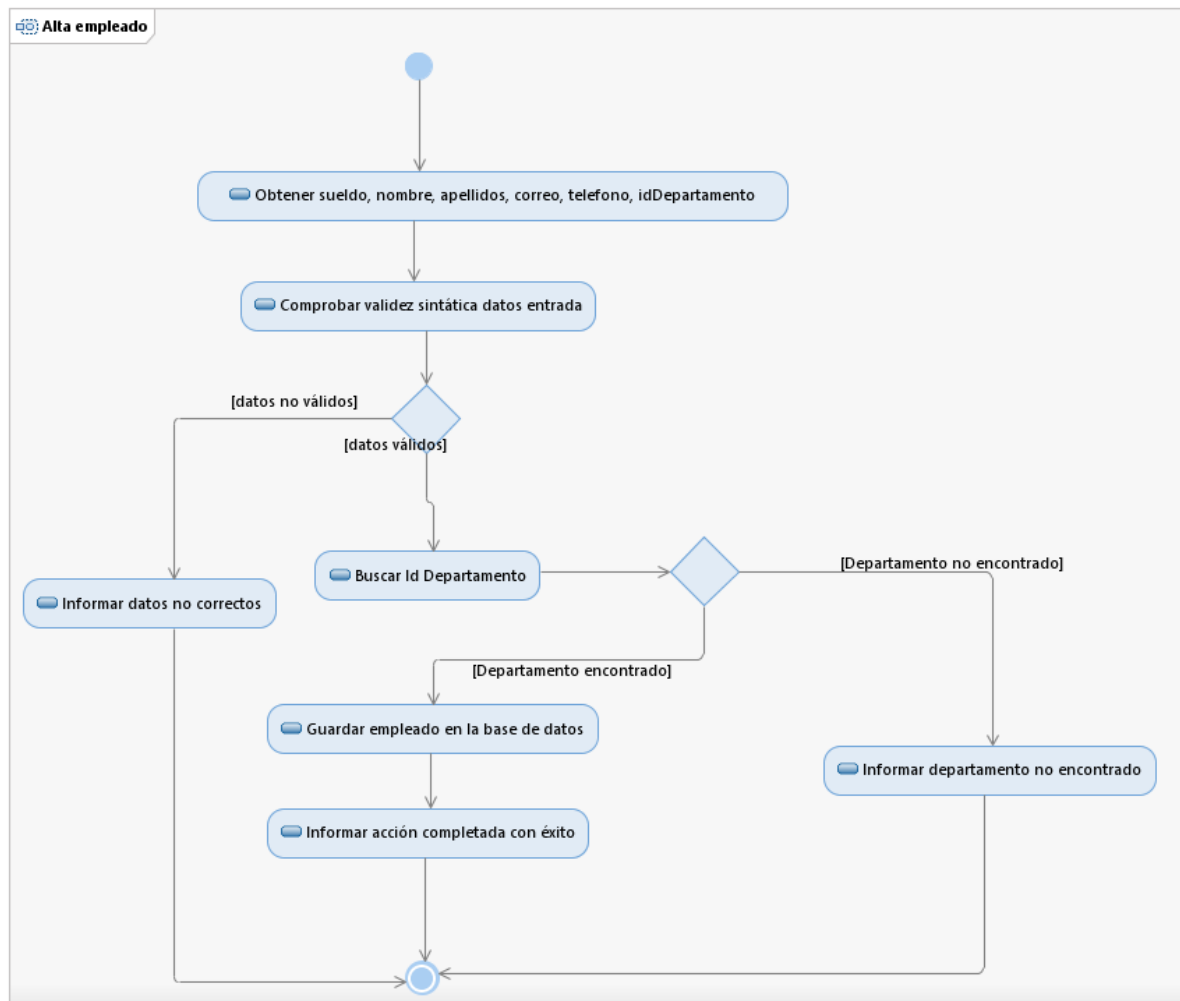 Alta empleado
Obtener sueldo, nombre, apellidos, correo, telefono, idDepartamento
Comprobar validez sintática datos entrada
[datos no válidos]
[datos válidos]
[Departamento no encontrado]
Buscar Id Departamento
Informar datos no correctos
[Departamento encontrado]
Guardar empleado en la base de datos
Informar departamento no encontrado
Informar acción completada con éxito